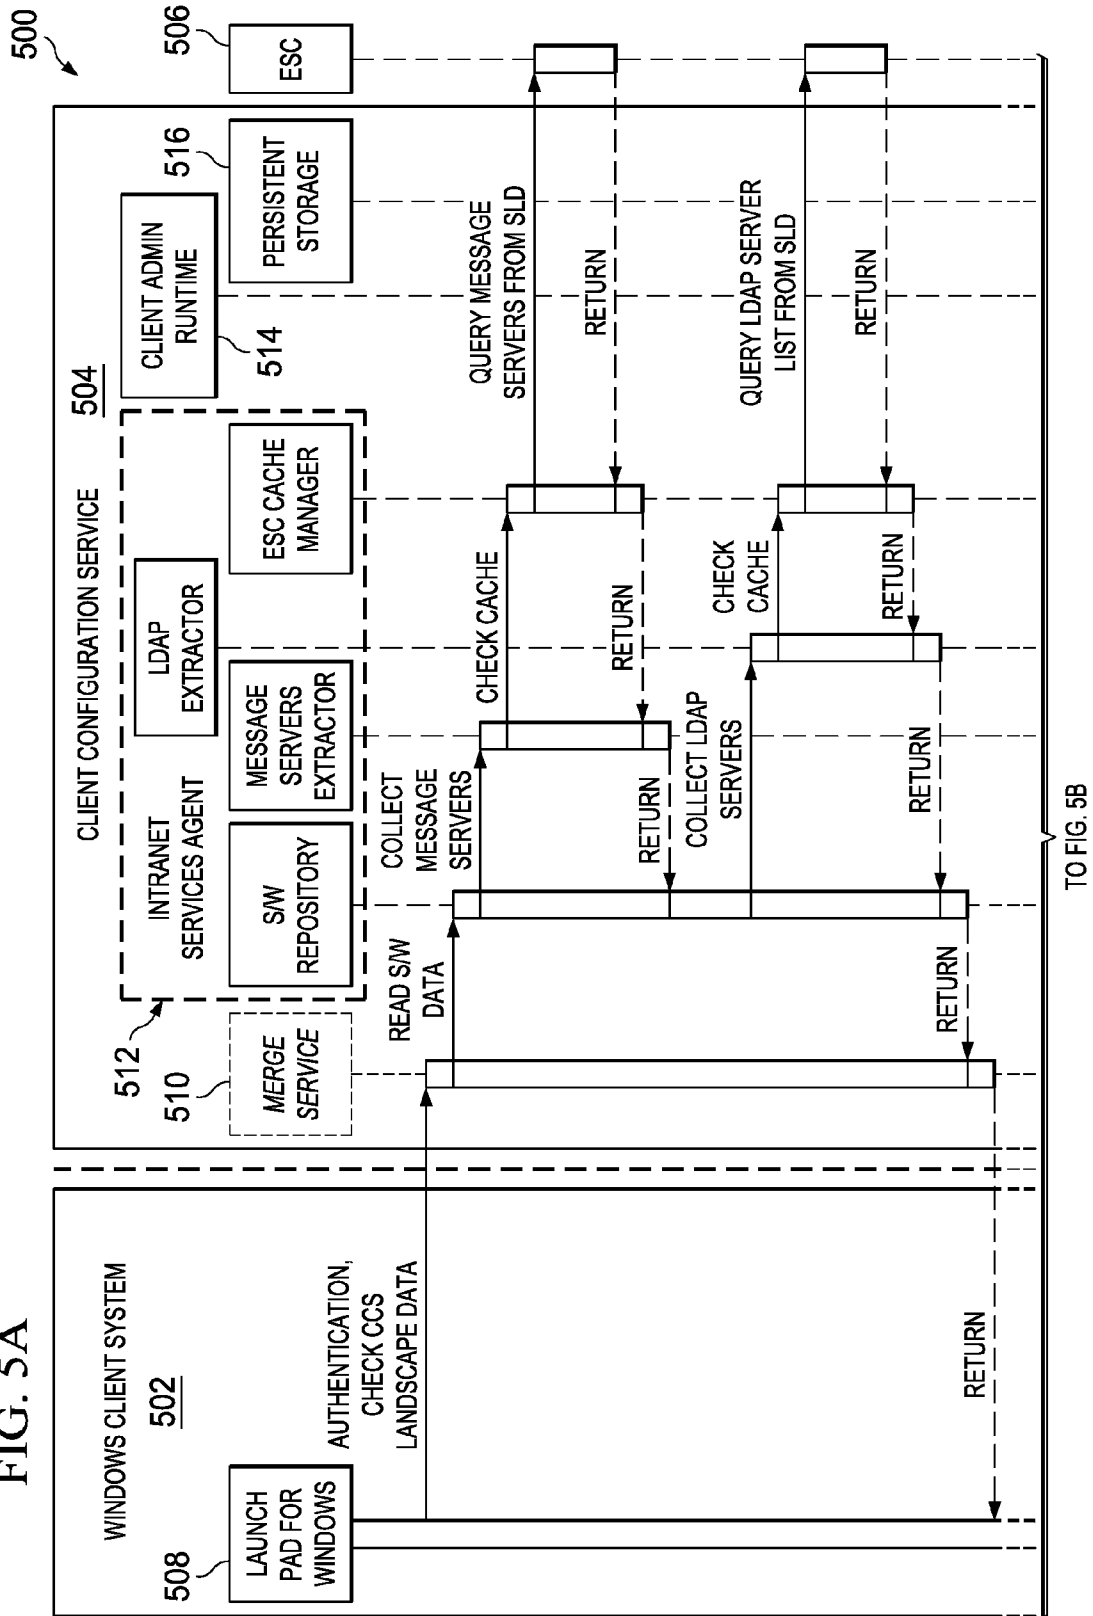 FIG. 5A
500
WINDOWS CLIENT SYSTEM
502
508
LAUNCH
PAD FOR
WINDOWS
CLIENT CONFIGURATION SERVICE
504
510
MERGE
SERVICE
512
INTRANET
SERVICES AGENT
S/W
REPOSITORY
MESSAGE
SERVERS
EXTRACTOR
LDAP
EXTRACTOR
ESC CACHE
MANAGER
CLIENT ADMIN
RUNTIME
514
PERSISTENT
STORAGE
516
ESC
506
AUTHENTICATION,
CHECK CCS
LANDSCAPE DATA
READ S/W
DATA
COLLECT
MESSAGE
SERVERS
CHECK CACHE
QUERY MESSAGE
SERVERS FROM SLD
RETURN
RETURN
RETURN
COLLECT LDAP
SERVERS
CHECK
CACHE
QUERY LDAP SERVER
LIST FROM SLD
RETURN
RETURN
RETURN
RETURN
RETURN
TO FIG. 5B